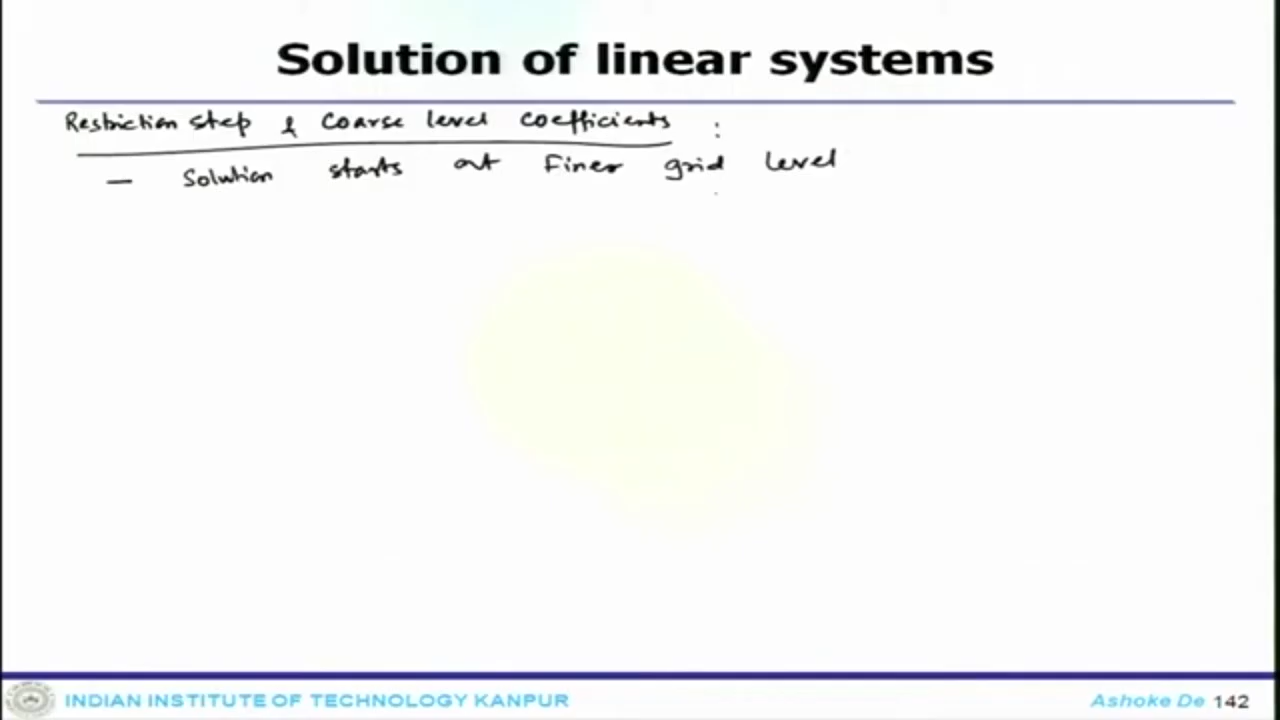 Solution of linear systems
Restriction step & coarse level coefficients :
— Solution starts at Finer grid level
INDIAN INSTITUTE OF TECHNOLOGY KANPUR
Ashoke De 142